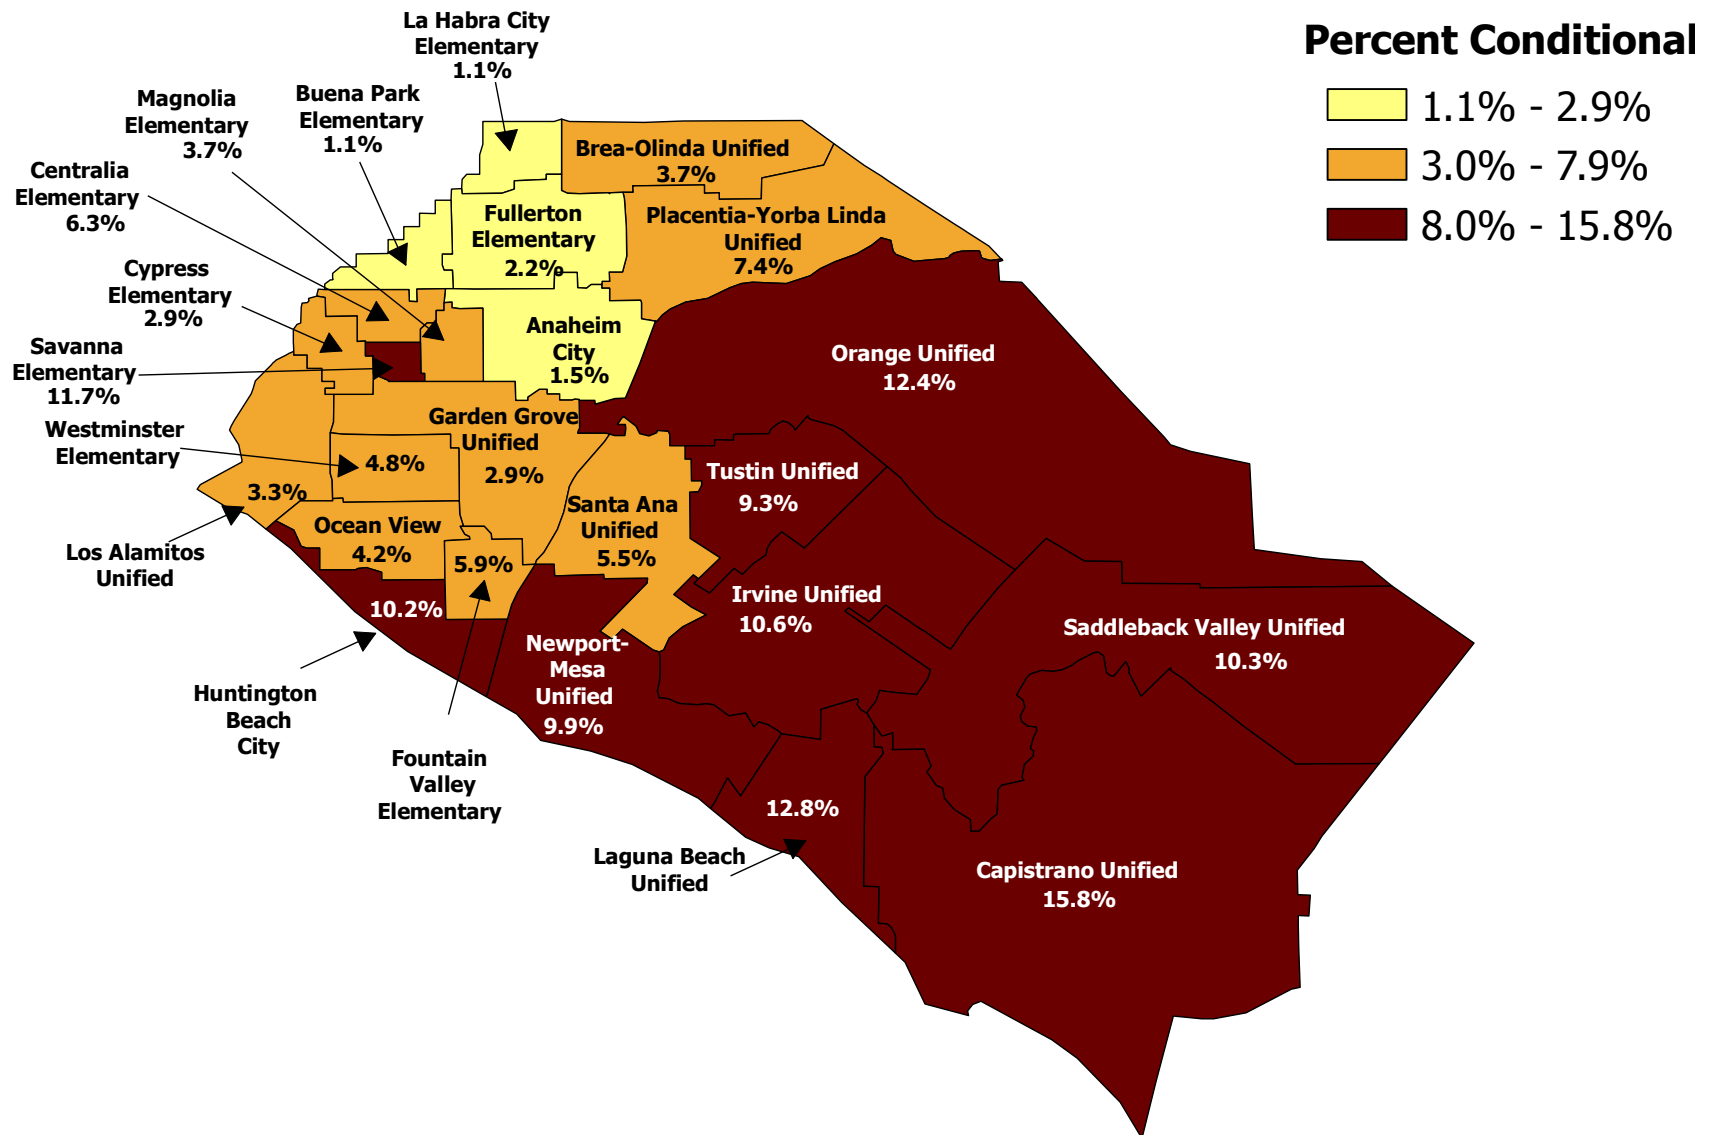 La Habra City
Elementary
1.1%
Percent Conditional
1.1% - 2.9%
3.0% - 7.9%
8.0% - 15.8%
Magnolia
Elementary
3.7%
Buena Park
Elementary
1.1%
Centralia
Elementary
6.3%
Cypress
Elementary
2.9%
Savanna
Elementary
11.7%
Westminster
Elementary
4.8%
Brea-Olinda Unified
3.7%
Fullerton
Elementary
2.2%
Placentia-Yorba Linda
Unified
7.4%
Anaheim
City
1.5%
Orange Unified
12.4%
Garden Grove
Unified
2.9%
3.3%
Los Alamitos
Unified
Ocean View
4.2%
5.9%
Santa Ana
Unified
5.5%
Tustin Unified
9.3%
Irvine Unified
10.6%
Saddleback Valley Unified
10.3%
10.2%
Huntington
Beach
City
Newport-
Mesa
Unified
9.9%
Fountain
Valley
Elementary
12.8%
Laguna Beach
Unified
Capistrano Unified
15.8%